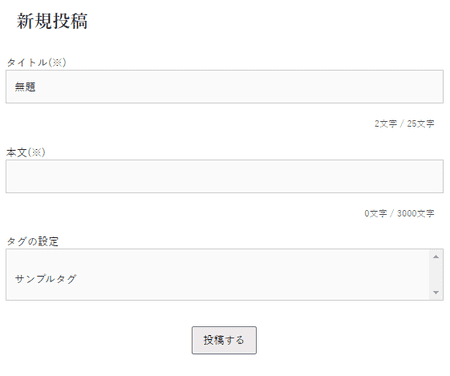 新規投稿
タイトル(※)
無題
2文字 / 25文字
本文(※)
0文字 / 3000文字
タグの設定
サンプルタグ
投稿する